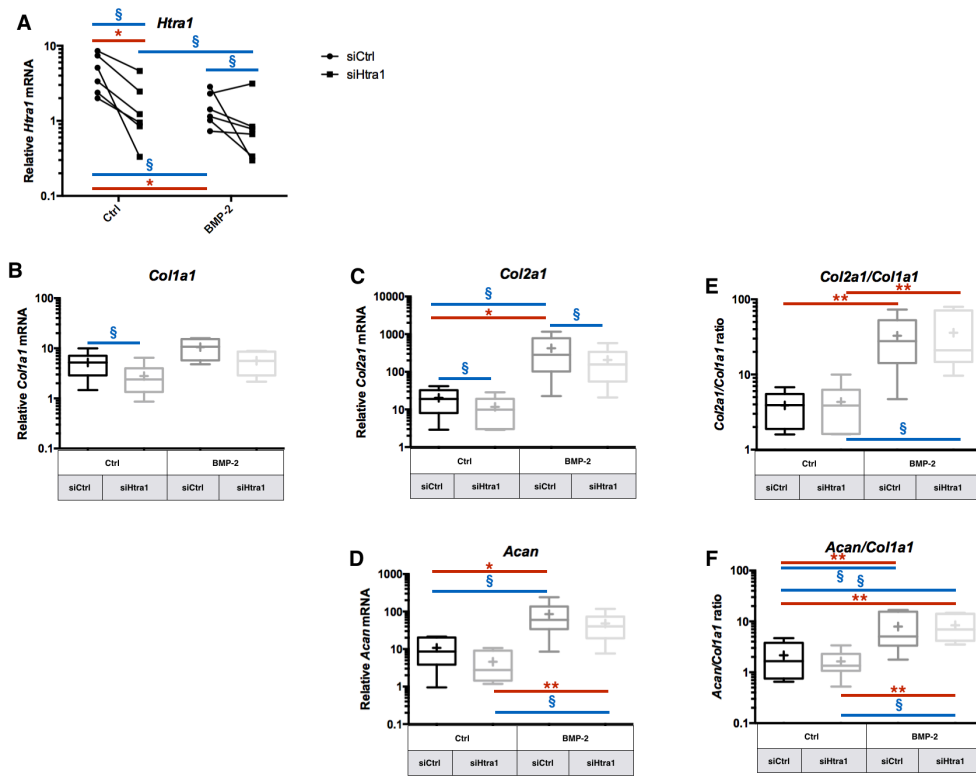 A
Htra1
§
*
§
§
siCtrl
siHtra1
Relative Htra1 mRNA
10
1
0.1
§
*
Ctrl
BMP-2
B
Col1a1
Relative Col1a1 mRNA
100
10
1
0.1
§
Ctrl
BMP-2
siCtrl
siHtra1
siCtrl
siHtra1
C
Col2a1
Relative Col2a1 mRNA
10000
1000
100
10
1
§
*
§
§
Ctrl
BMP-2
siCtrl
siHtra1
siCtrl
siHtra1
E
Col2a1/Col1a1
Col2a1/Col1a1 ratio
100
10
1
**
**
§
Ctrl
BMP-2
siCtrl
siHtra1
siCtrl
siHtra1
D
Acan
Relative Acan mRNA
1000
100
10
1
0.1
*
§
**
§
Ctrl
BMP-2
siCtrl
siHtra1
siCtrl
siHtra1
F
Acan/Col1a1
Acan/Col1a1 ratio
100
10
1
0.1
**
§ §
**
**
§
Ctrl
BMP-2
siCtrl
siHtra1
siCtrl
siHtra1